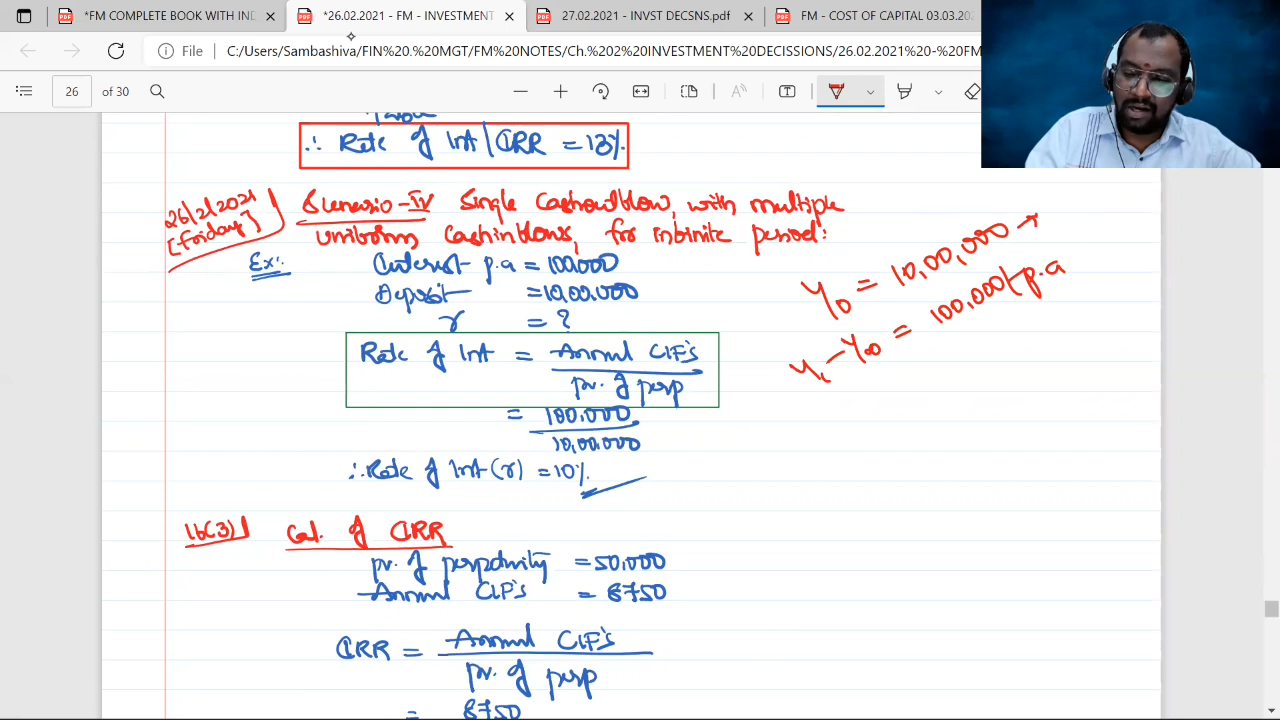 *FM COMPLETE BOOK WITH IND
*26.02.2021 - FM - INVESTMENT
27.02.2021 - INVST DECSNS.pdf
FM - COST OF CAPITAL 03.03.202
File
C:/Users/Sambashiva/FIN%20.%20MGT/FM%20NOTES/Ch.%202%20INVESTMENT%20DECISSIONS/26.02.2021%20-%20FM
26 of 30
∴ Rate of Int/IRR = 13%.
26/2/2021
[Friday]
Scenario-IV Single Cashoutflow, with multiple
uniform Cashinflows, for infinite period:
Ex:
Interest p.a = 100,000
Deposit = 10,00,000
r = ?
Rate of Int = Annual CIF's
pv. of perp
= 100,000
10,00,000
∴ Rate of Int (r) = 10%.
Y0 = 10,00,000 →
Y1 - Y∞ = 100,000/- p.a
16(3) Cal. of IRR
pv. of perpetuity = 50,000
Annual CIF's = 8750
IRR = Annual CIF's
pv. of perp
= 8750